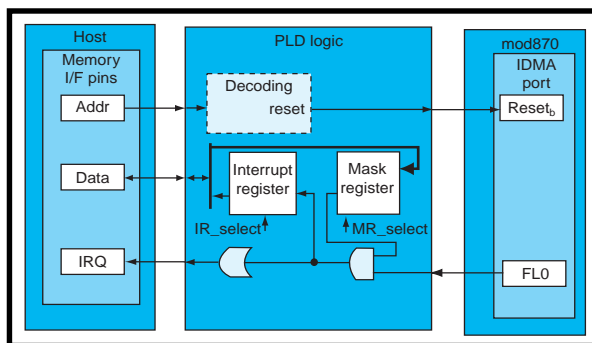 Host
PLD logic
mod870
Memory
I/F pins
IDMA
port
Addr
Decoding
reset
Resetb
Data
Interrupt
register
Mask
register
IR_select
MR_select
IRQ
FL0